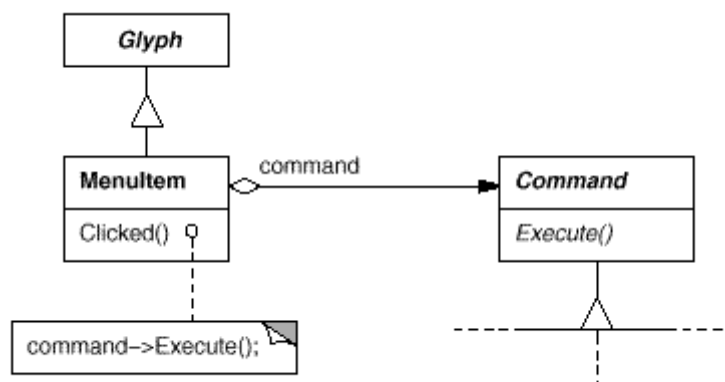 Glyph
MenuItem
command
Command
Clicked()
Execute()
command->Execute();